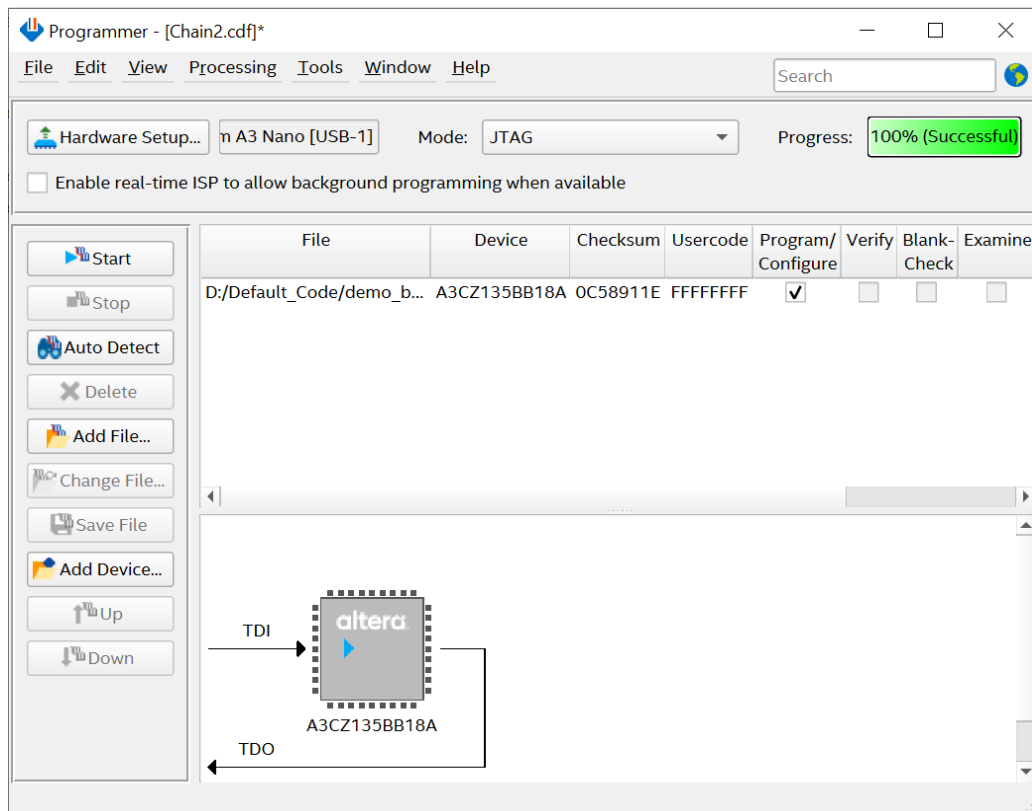 Programmer - [Chain2.cdf]*
File Edit View Processing Tools Window Help Search
Hardware Setup... m A3 Nano [USB-1] Mode: JTAG Progress: 100% (Successful)
Enable real-time ISP to allow background programming when available
Start
Stop
Auto Detect
Delete
Add File...
Change File...
Save File
Add Device...
Up
Down
File Device Checksum Usercode Program/ Verify Blank- Examine
Configure Check
D:/Default_Code/demo_b... A3CZ135BB18A 0C58911E FFFFFFFF
altera
TDI
A3CZ135BB18A
TDO